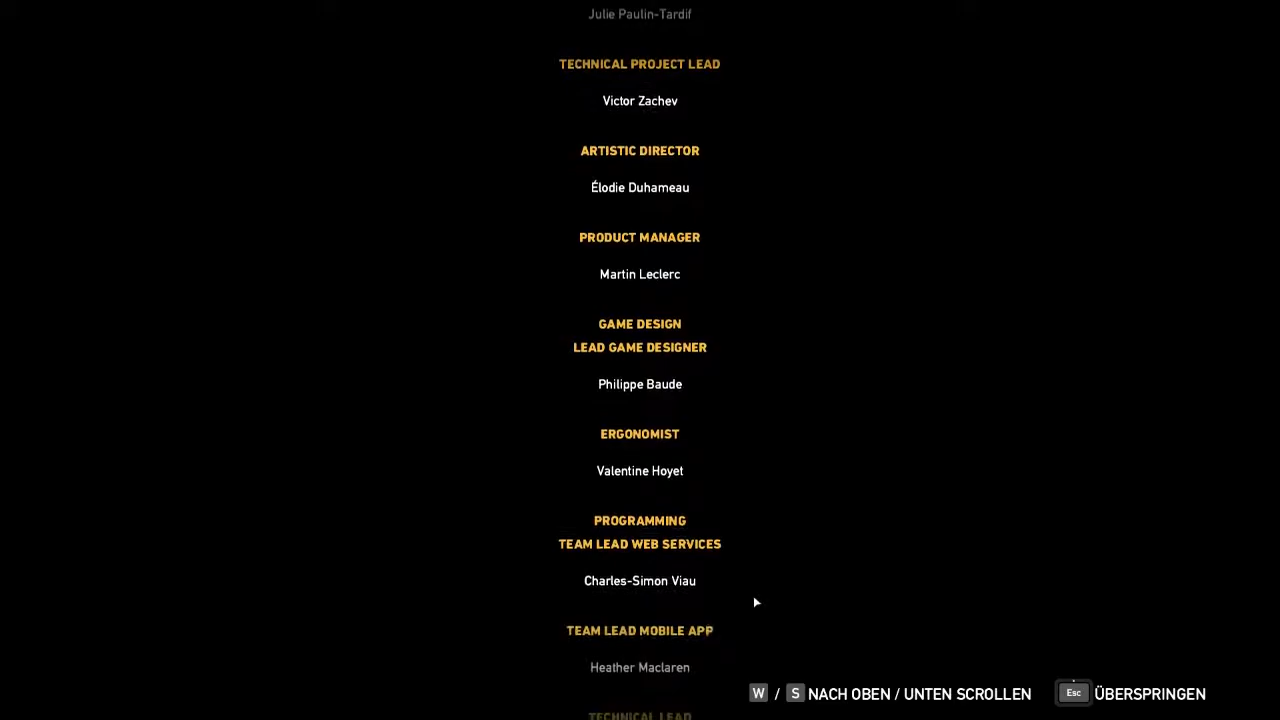 Julie Paulin-Tardif
TECHNICAL PROJECT LEAD
Victor Zachev
ARTISTIC DIRECTOR
Élodie Duhameau
PRODUCT MANAGER
Martin Leclerc
GAME DESIGN
LEAD GAME DESIGNER
Philippe Baude
ERGONOMIST
Valentine Hoyet
PROGRAMMING
TEAM LEAD WEB SERVICES
Charles-Simon Viau
TEAM LEAD MOBILE APP
Heather Maclaren
W / S NACH OBEN / UNTEN SCROLLEN Esc ÜBERSPRINGEN
TECHNICAL LEAD